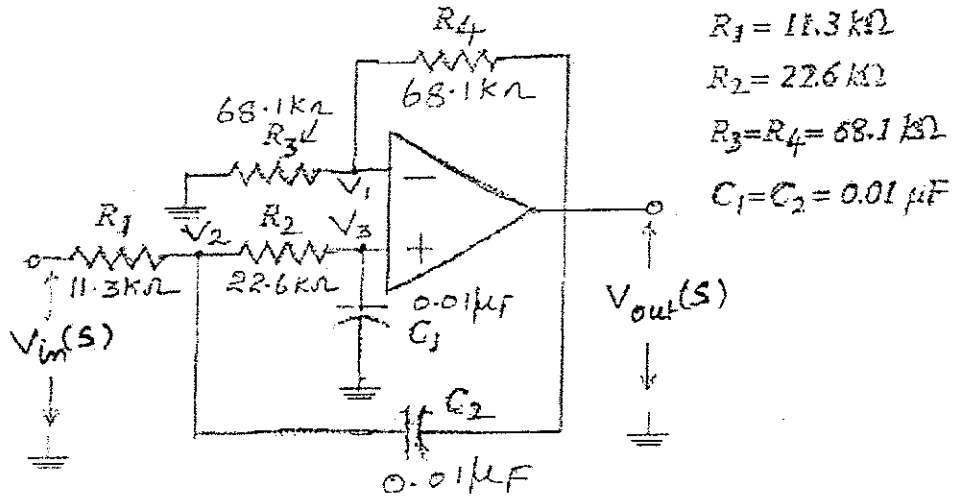 R4
68.1kΩ
68.1kΩ
R3
V1
−
R1
V2
R2
V3
+
11.3kΩ
22.6kΩ
0.01μF
C1
Vin(S)
Vout(S)
C2
0.01μF
R1 = 11.3 kΩ
R2 = 22.6 kΩ
R3=R4= 68.1 kΩ
C1=C2= 0.01 μF